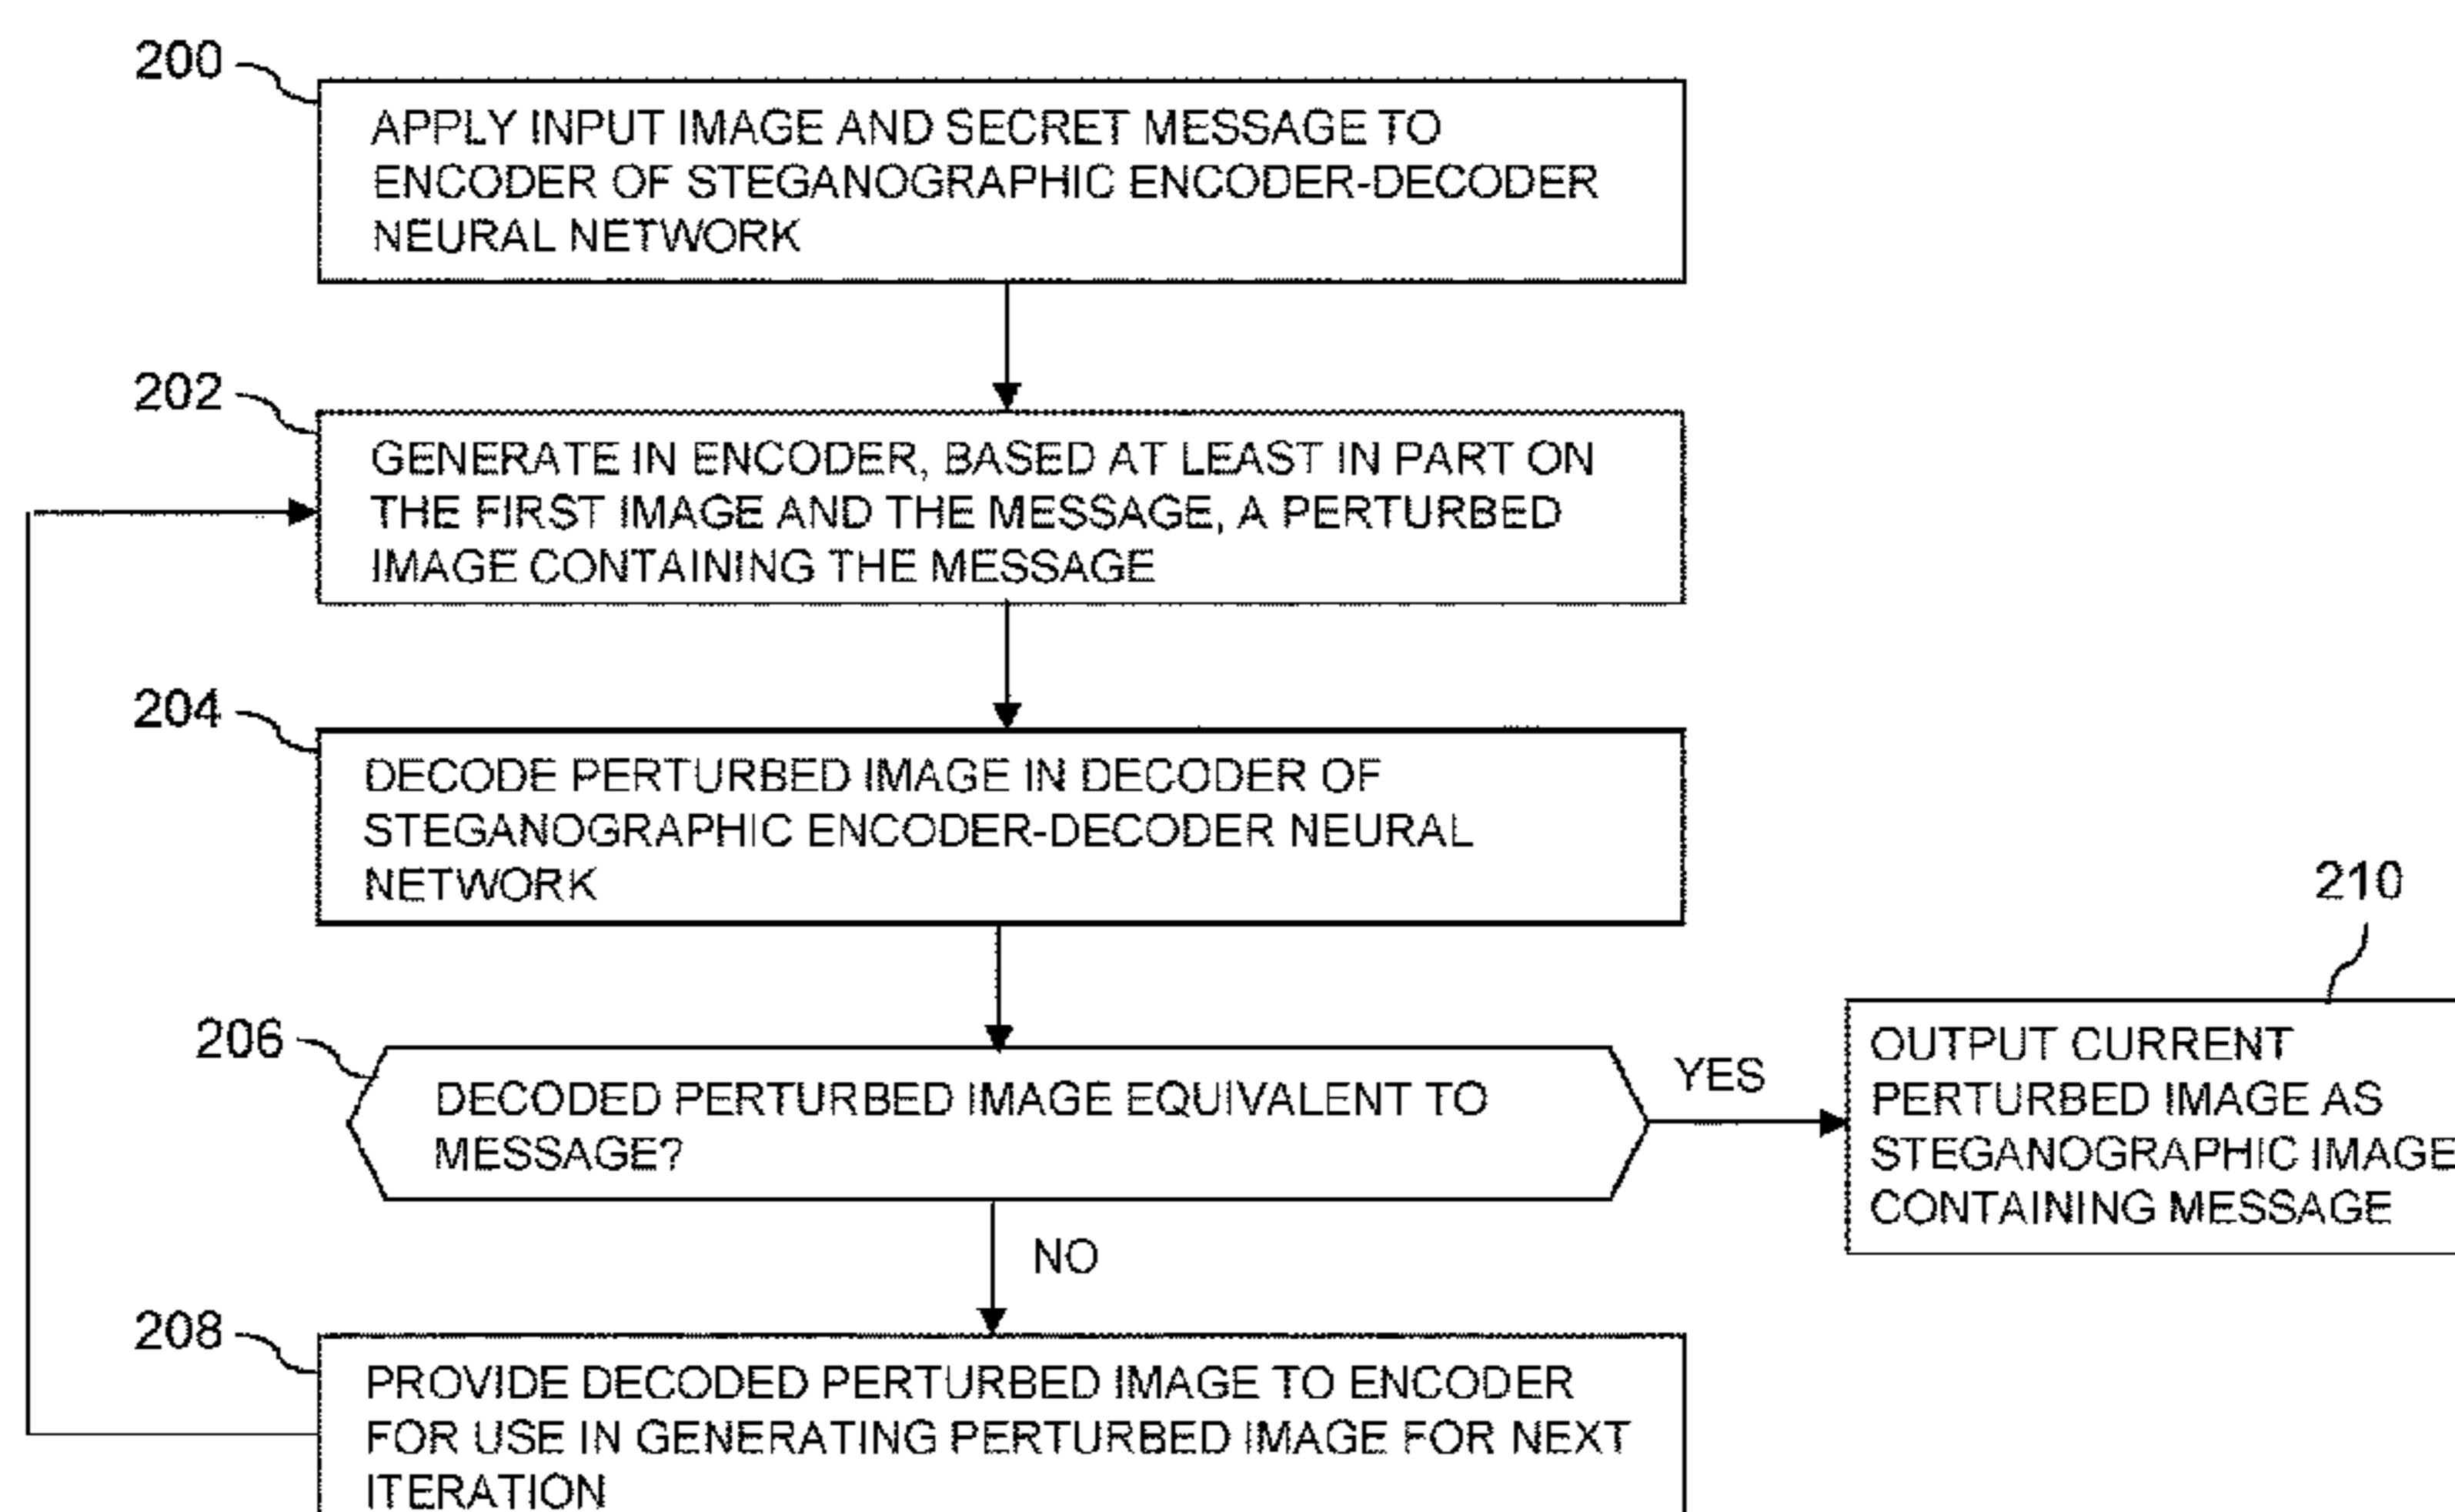 200
APPLY INPUT IMAGE AND SECRET MESSAGE TO
ENCODER OF STEGANOGRAPHIC ENCODER-DECODER
NEURAL NETWORK
202
GENERATE IN ENCODER, BASED AT LEAST IN PART ON
THE FIRST IMAGE AND THE MESSAGE, A PERTURBED
IMAGE CONTAINING THE MESSAGE
204
DECODE PERTURBED IMAGE IN DECODER OF
STEGANOGRAPHIC ENCODER-DECODER NEURAL
NETWORK
206
DECODED PERTURBED IMAGE EQUIVALENT TO
MESSAGE?
YES
210
OUTPUT CURRENT
PERTURBED IMAGE AS
STEGANOGRAPHIC IMAGE
CONTAINING MESSAGE
NO
208
PROVIDE DECODED PERTURBED IMAGE TO ENCODER
FOR USE IN GENERATING PERTURBED IMAGE FOR NEXT
ITERATION